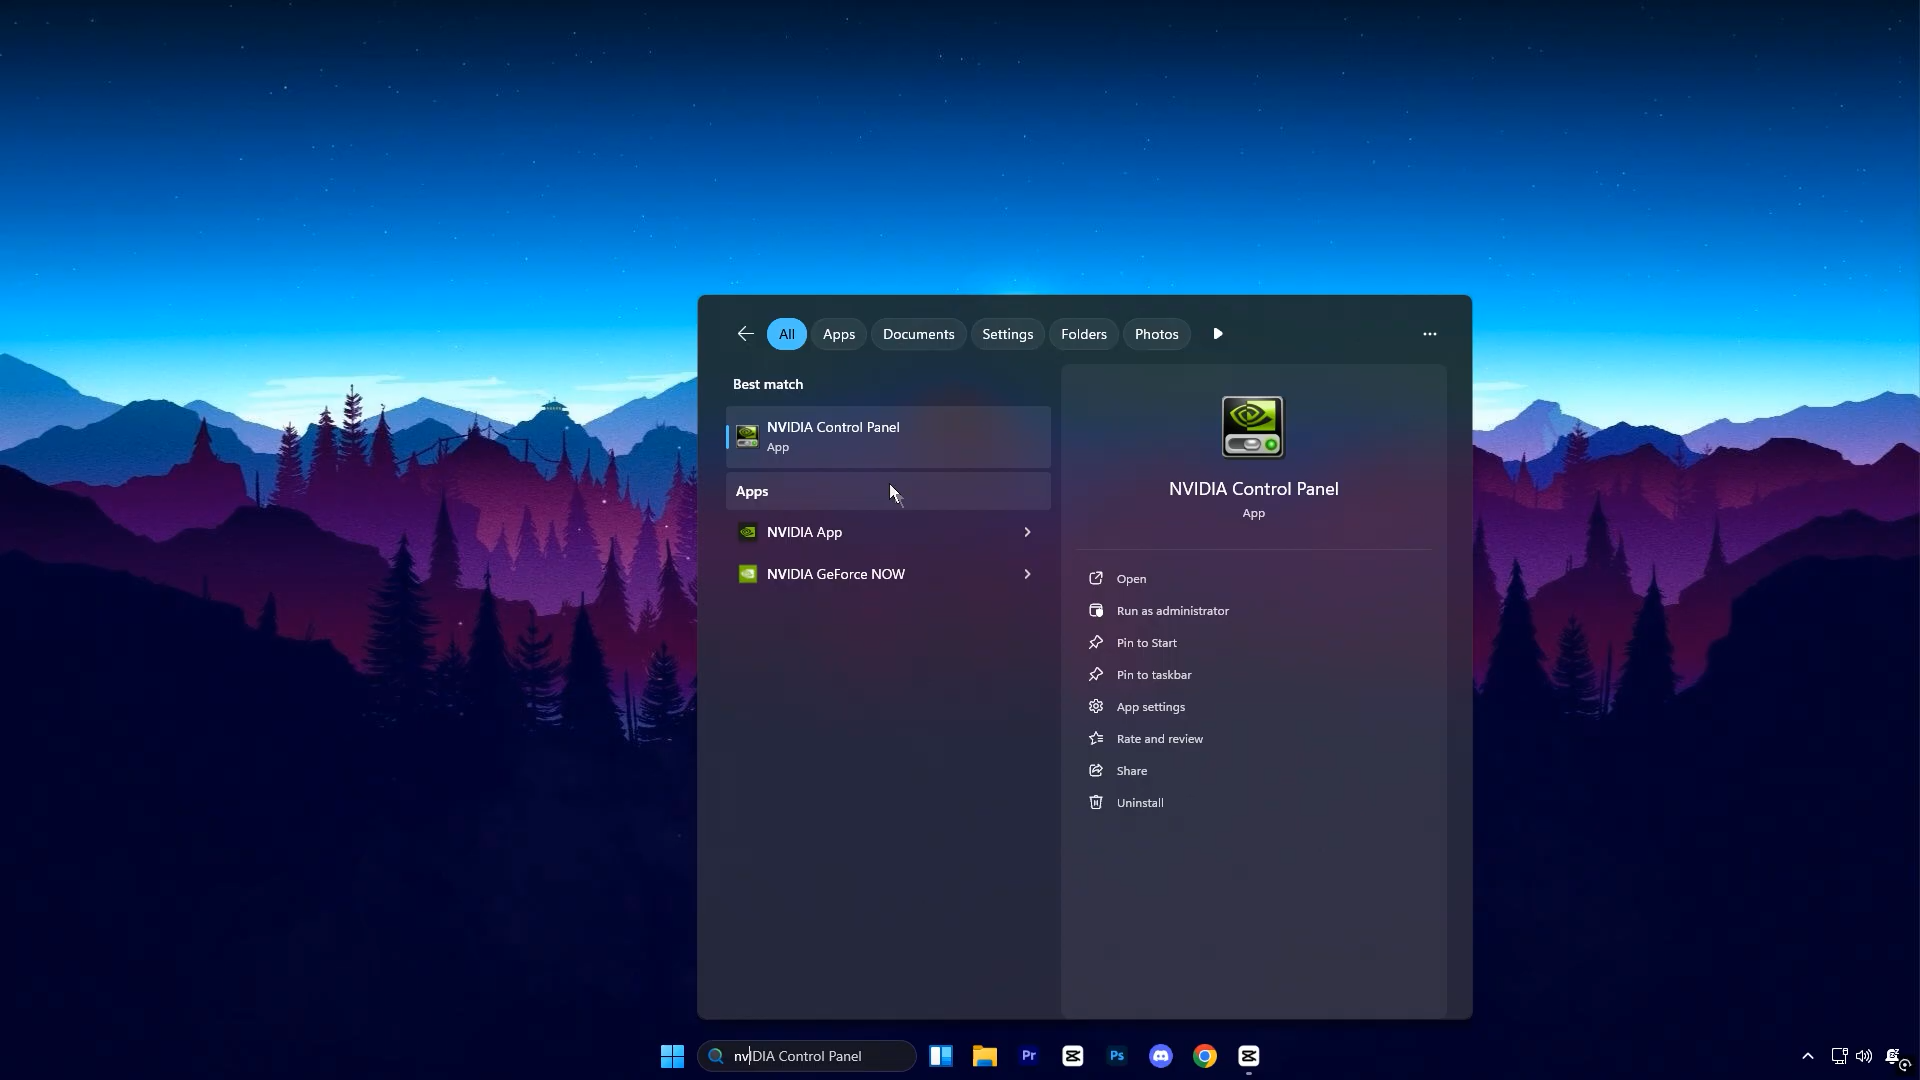 All
Apps
Documents
Settings
Folders
Photos
Best match
NVIDIA Control Panel
App
Apps
NVIDIA App
NVIDIA GeForce NOW
NVIDIA Control Panel
App
Open
Run as administrator
Pin to Start
Pin to taskbar
App settings
Rate and review
Share
Uninstall
nvIDIA Control Panel
Pr
Ps